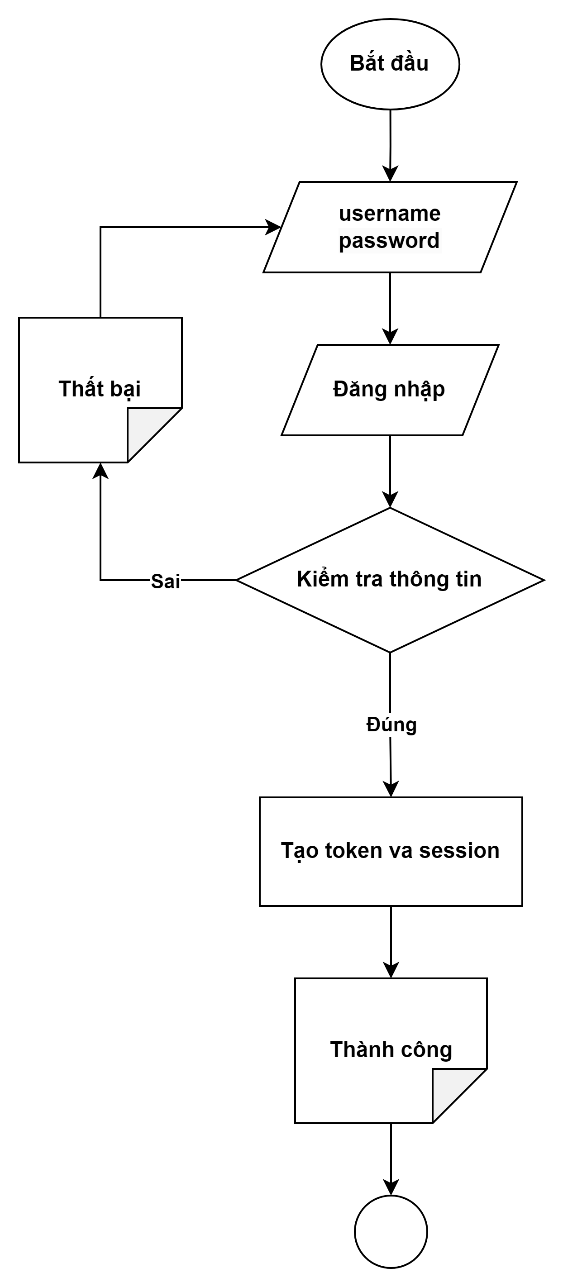 Bắt đầu
username
password
Thất bại
Đăng nhập
Kiểm tra thông tin
Sai
Đúng
Tạo token va session
Thành công